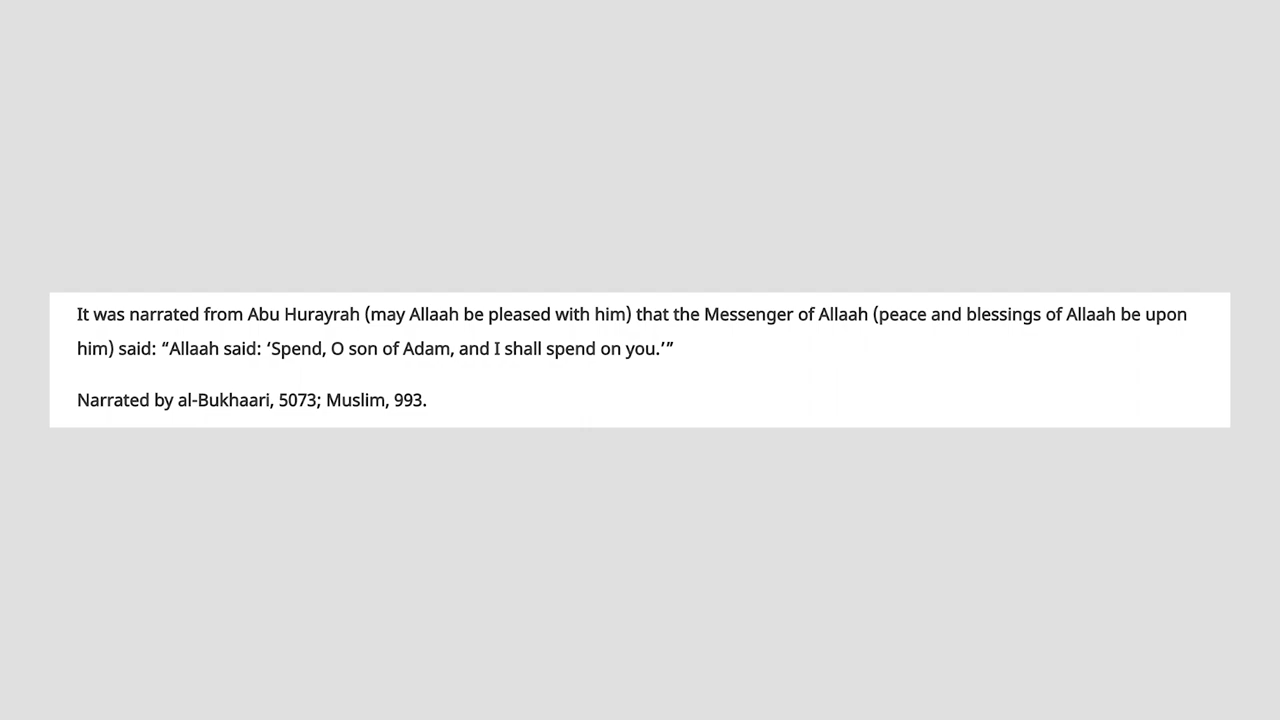 It was narrated from Abu Hurayrah (may Allaah be pleased with him) that the Messenger of Allaah (peace and blessings of Allaah be upon
him) said: “Allaah said: ‘Spend, O son of Adam, and I shall spend on you.’”
Narrated by al-Bukhaari, 5073; Muslim, 993.